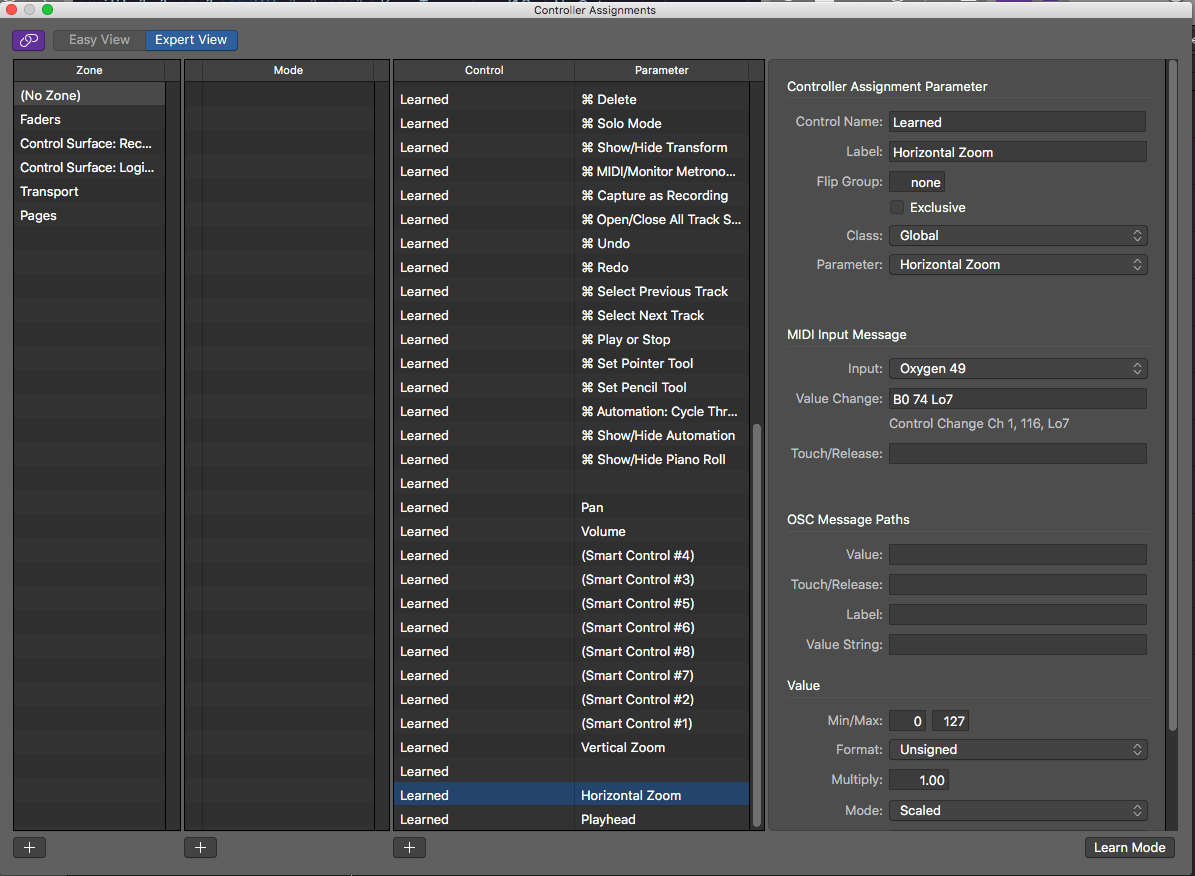 Controller Assignments
Easy View Expert View
Zone Mode Control Parameter
(No Zone)
Faders
Control Surface: Rec...
Control Surface: Logi...
Transport
Pages
Learned ⌘ Delete
Learned ⌘ Solo Mode
Learned ⌘ Show/Hide Transform
Learned ⌘ MIDI/Monitor Metrono...
Learned ⌘ Capture as Recording
Learned ⌘ Open/Close All Track S...
Learned ⌘ Undo
Learned ⌘ Redo
Learned ⌘ Select Previous Track
Learned ⌘ Select Next Track
Learned ⌘ Play or Stop
Learned ⌘ Set Pointer Tool
Learned ⌘ Set Pencil Tool
Learned ⌘ Automation: Cycle Thr...
Learned ⌘ Show/Hide Automation
Learned ⌘ Show/Hide Piano Roll
Learned
Learned Pan
Learned Volume
Learned (Smart Control #4)
Learned (Smart Control #3)
Learned (Smart Control #5)
Learned (Smart Control #6)
Learned (Smart Control #8)
Learned (Smart Control #7)
Learned (Smart Control #2)
Learned (Smart Control #1)
Learned Vertical Zoom
Learned
Learned Horizontal Zoom
Learned Playhead
Controller Assignment Parameter
Control Name: Learned
Label: Horizontal Zoom
Flip Group: none
Exclusive
Class: Global
Parameter: Horizontal Zoom
MIDI Input Message
Input: Oxygen 49
Value Change: B0 74 Lo7
Control Change Ch 1, 116, Lo7
Touch/Release:
OSC Message Paths
Value:
Touch/Release:
Label:
Value String:
Value
Min/Max: 0 127
Format: Unsigned
Multiply: 1.00
Mode: Scaled
+ + + Learn Mode